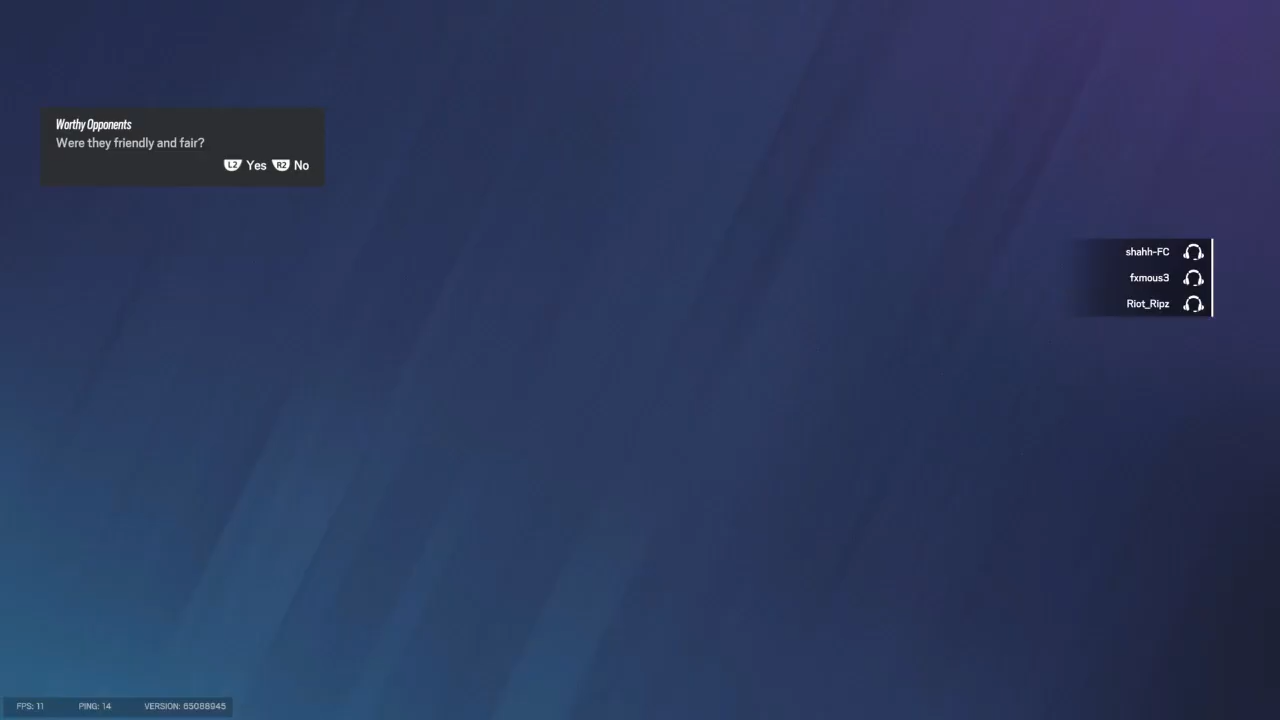 Worthy Opponents
Were they friendly and fair?
L2 Yes R2 No
shahh-FC
fxmous3
Riot_Ripz
FPS: 11 PING: 14 VERSION: 65088945